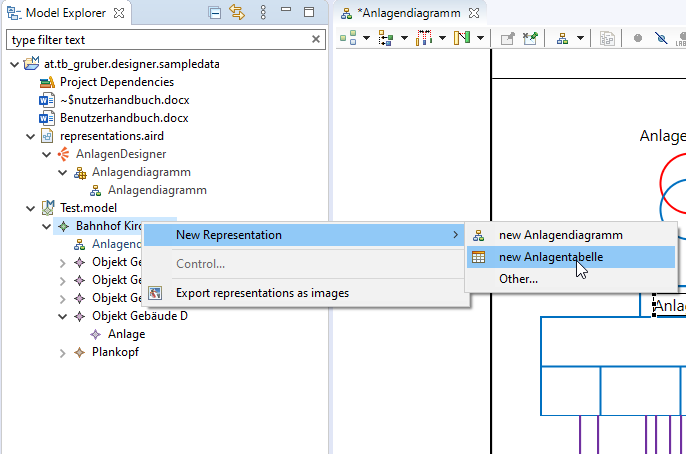 Model Explorer
*Anlagendiagramm
type filter text
at.tb_gruber.designer.sampledata
Project Dependencies
~$nutzerhandbuch.docx
Benutzerhandbuch.docx
representations.aird
AnlagenDesigner
Anlagendiagramm
Anlagendiagramm
Test.model
Bahnhof Kir
Anlagend
Objekt Ge
Objekt Ge
Objekt Ge
Objekt Gebäude D
Anlage
Plankopf
New Representation
Control...
Export representations as images
new Anlagendiagramm
new Anlagentabelle
Other...
Anlagen
Anlag